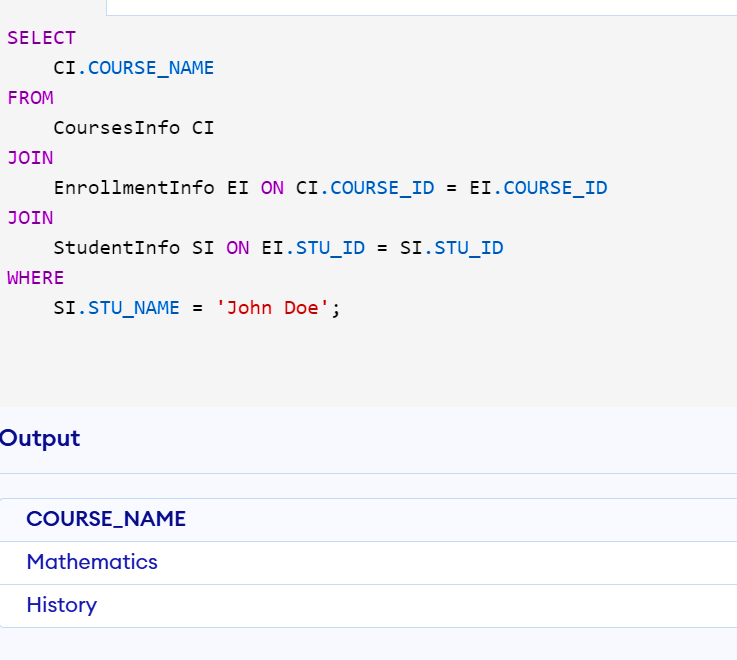 SELECT
    CI.COURSE_NAME
FROM
    CoursesInfo CI
JOIN
    EnrollmentInfo EI ON CI.COURSE_ID = EI.COURSE_ID
JOIN
    StudentInfo SI ON EI.STU_ID = SI.STU_ID
WHERE
    SI.STU_NAME = 'John Doe';
Output
COURSE_NAME
Mathematics
History